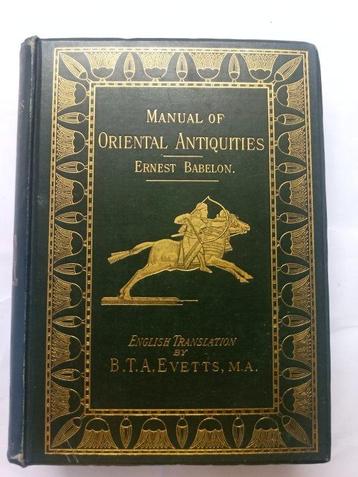 MANUAL OF
ORIENTAL ANTIQUITIES
ERNEST BABELON.
ENGLISH TRANSLATION
BY
B.T.A. EVETTS, M.A.